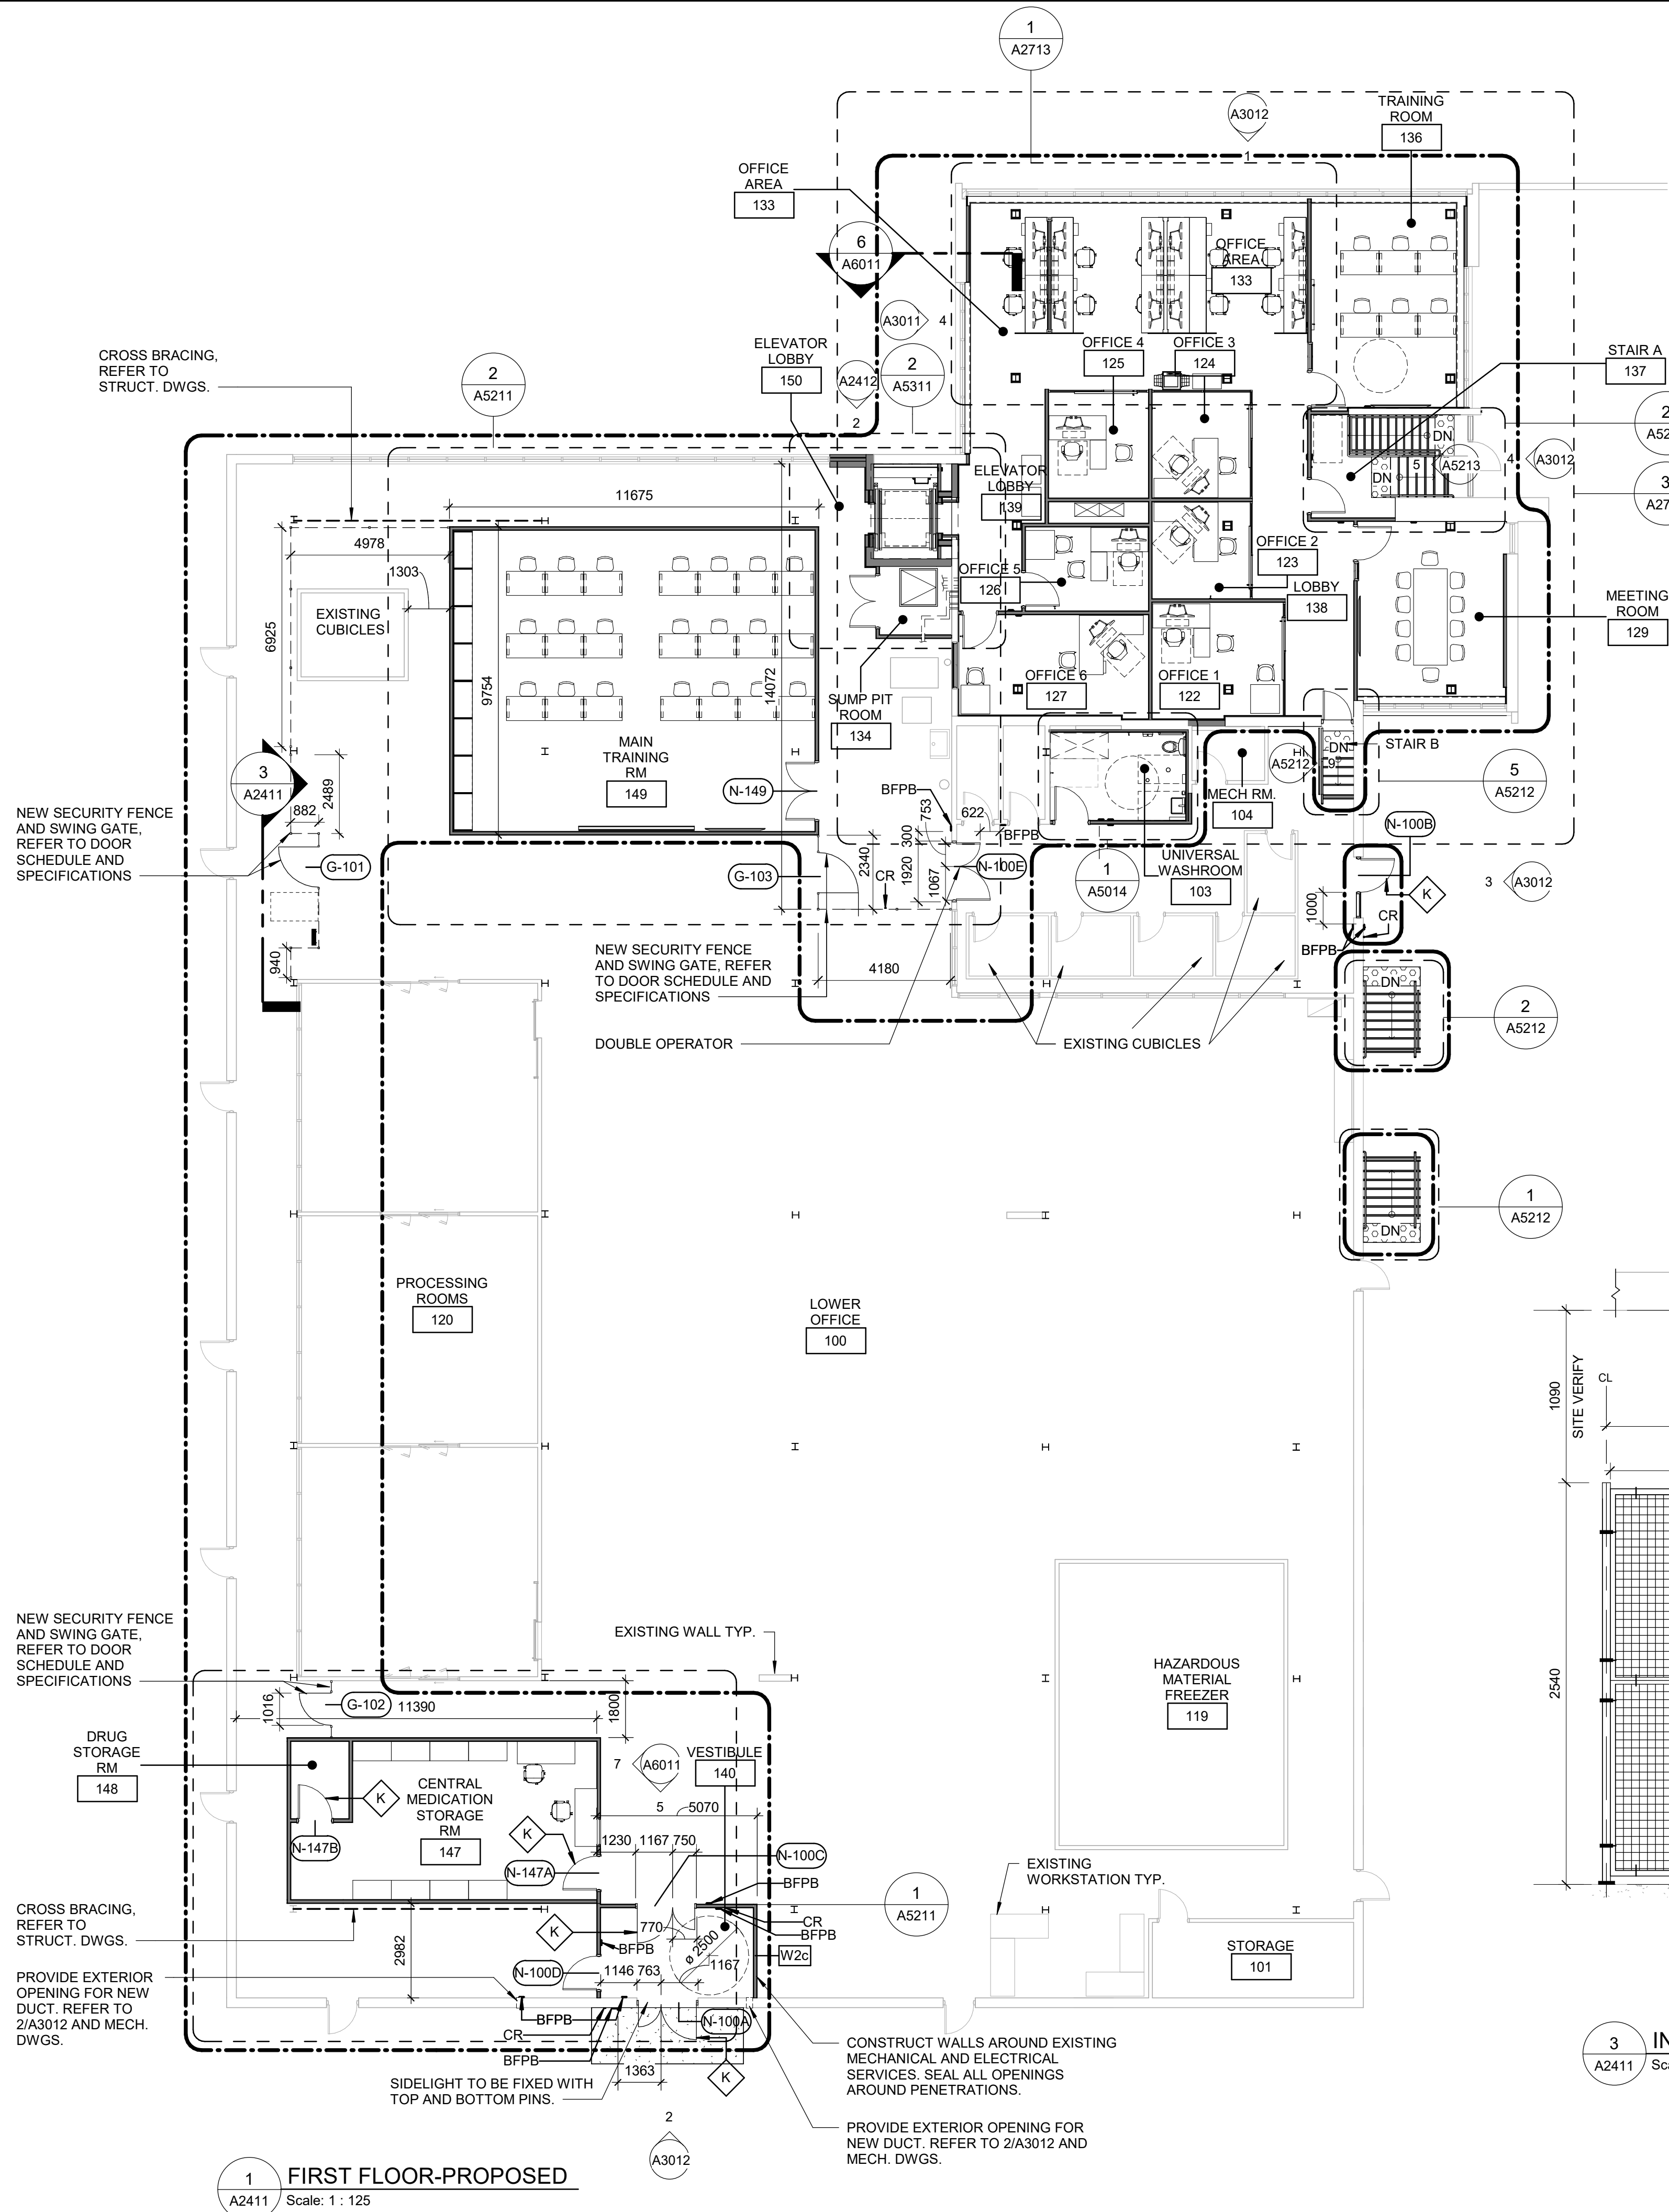 1
A2713
A3012
1
TRAINING
ROOM
136
OFFICE
AREA
133
6
A6011
OFFICE
AREA
133
A3011
4
ELEVATOR
LOBBY
150
A2412
2
2
A5311
OFFICE 4
125
OFFICE 3
124
STAIR A
137
CROSS BRACING,
REFER TO
STRUCT. DWGS.
2
A5211
DN
DN
5
A5213
4
A3012
2
3
ELEVATOR
LOBBY
139
11675
4978
1303
EXISTING
CUBICLES
6925
9754
14072
OFFICE 2
123
OFFICE 5
126
LOBBY
138
MEETING
ROOM
129
OFFICE 6
127
OFFICE 1
122
SUMP PIT
ROOM
134
MAIN
TRAINING
RM
149
N-149
STAIR B
DN
A5212
9
5
A5212
MECH RM.
104
3
A2411
882
2489
NEW SECURITY FENCE
AND SWING GATE,
REFER TO DOOR
SCHEDULE AND
SPECIFICATIONS
G-101
940
BFPB
753
622
BFPB
300
1920
1067
2340
CR
G-103
N-100E
1
A5014
UNIVERSAL
WASHROOM
103
N-100B
K
1000
CR
BFPB
3
A3012
NEW SECURITY FENCE
AND SWING GATE, REFER
TO DOOR SCHEDULE AND
SPECIFICATIONS
4180
DOUBLE OPERATOR
EXISTING CUBICLES
DN
2
A5212
DN
1
A5212
PROCESSING
ROOMS
120
LOWER
OFFICE
100
1090
SITE VERIFY
CL
2540
NEW SECURITY FENCE
AND SWING GATE,
REFER TO DOOR
SCHEDULE AND
SPECIFICATIONS
EXISTING WALL TYP.
HAZARDOUS
MATERIAL
FREEZER
119
1016
G-102
11390
1800
DRUG
STORAGE
RM
148
K
N-147B
CENTRAL
MEDICATION
STORAGE
RM
147
7
A6011
VESTIBULE
140
5
5070
1230
1167
750
K
N-147A
N-100C
BFPB
1
A5211
EXISTING
WORKSTATION TYP.
CROSS BRACING,
REFER TO
STRUCT. DWGS.
2982
K
770
CR
BFPB
BFPB
ø 2500
W2c
1167
N-100D
1146
763
STORAGE
101
PROVIDE EXTERIOR
OPENING FOR NEW
DUCT. REFER TO
2/A3012 AND MECH.
DWGS.
BFPB
CR
N-100A
BFPB
1363
K
SIDELIGHT TO BE FIXED WITH
TOP AND BOTTOM PINS.
CONSTRUCT WALLS AROUND EXISTING
MECHANICAL AND ELECTRICAL
SERVICES. SEAL ALL OPENINGS
AROUND PENETRATIONS.
2
A3012
PROVIDE EXTERIOR OPENING FOR
NEW DUCT. REFER TO 2/A3012 AND
MECH. DWGS.
3
A2411
1
A2411
FIRST FLOOR-PROPOSED
Scale: 1 : 125